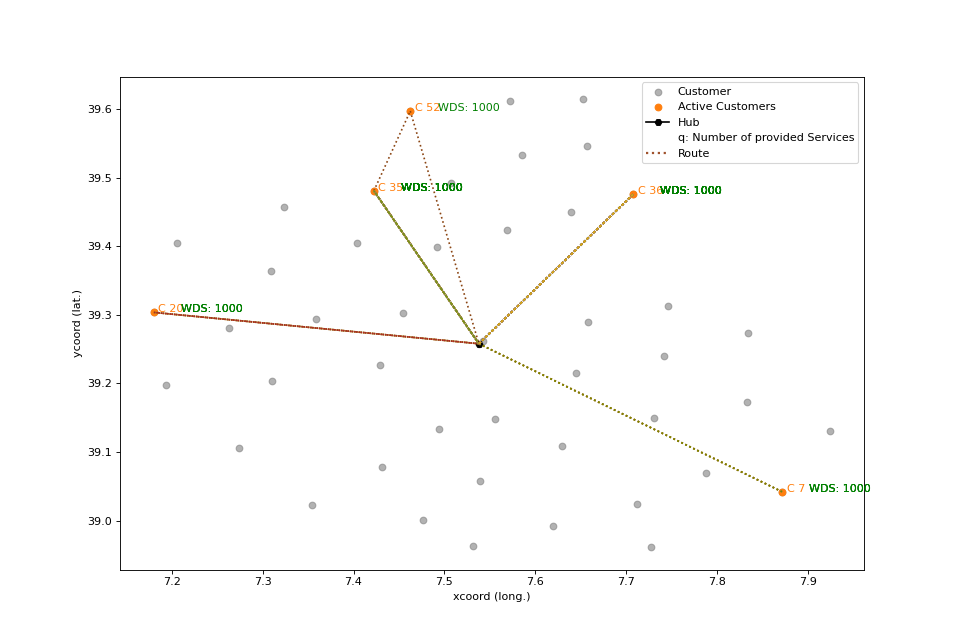 Customer
Active Customers
Hub
q: Number of provided Services
Route
C 52 WDS: 1000
C 35 WDS: 1000
C 36 WDS: 1000
C 20 WDS: 1000
C 7 WDS: 1000
39.6
39.5
39.4
39.3
39.2
39.1
39.0
ycoord (lat.)
7.2 7.3 7.4 7.5 7.6 7.7 7.8 7.9
xcoord (long.)